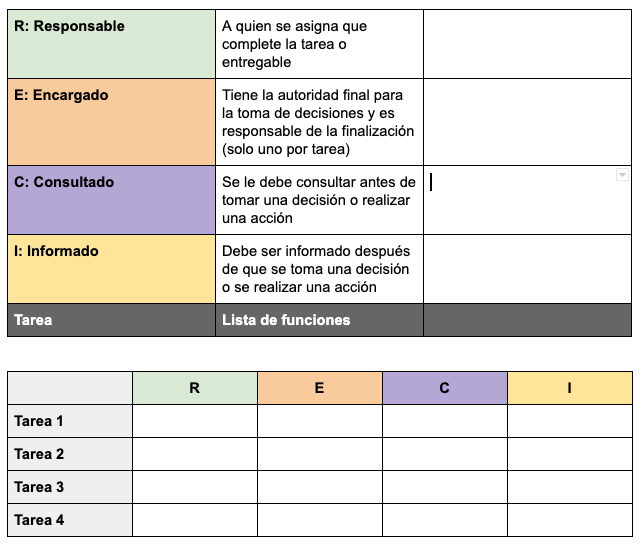 R: Responsable
A quien se asigna que
complete la tarea o
entregable
E: Encargado
Tiene la autoridad final para
la toma de decisiones y es
responsable de la finalización
(solo uno por tarea)
C: Consultado
Se le debe consultar antes de
tomar una decisión o realizar
una acción
I: Informado
Debe ser informado después
de que se toma una decisión
o se realizar una acción
Tarea
Lista de funciones
R
E
C
I
Tarea 1
Tarea 2
Tarea 3
Tarea 4